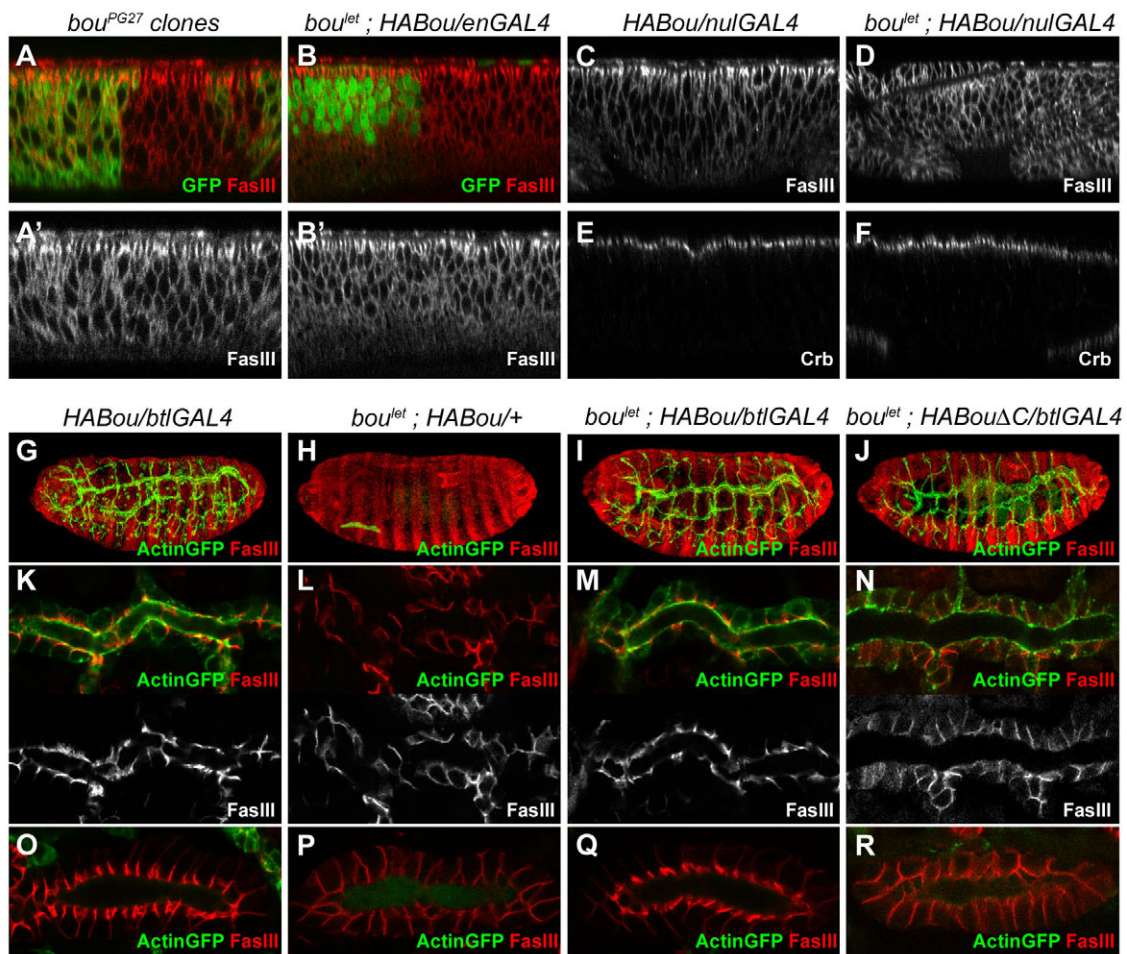 bou^PG27 clones
bou^let ; HABou/enGAL4
HABou/nulGAL4
bou^let ; HABou/nulGAL4
A
B
C
D
GFP FasIII
GFP FasIII
FasIII
FasIII
A’
B’
E
F
FasIII
FasIII
Crb
Crb
HABou/btlGAL4
bou^let ; HABou/+
bou^let ; HABou/btlGAL4
bou^let ; HABouΔC/btlGAL4
G
H
I
J
ActinGFP FasIII
ActinGFP FasIII
ActinGFP FasIII
ActinGFP FasIII
K
L
M
N
ActinGFP FasIII
ActinGFP FasIII
ActinGFP FasIII
ActinGFP FasIII
FasIII
FasIII
FasIII
FasIII
O
P
Q
R
ActinGFP FasIII
ActinGFP FasIII
ActinGFP FasIII
ActinGFP FasIII